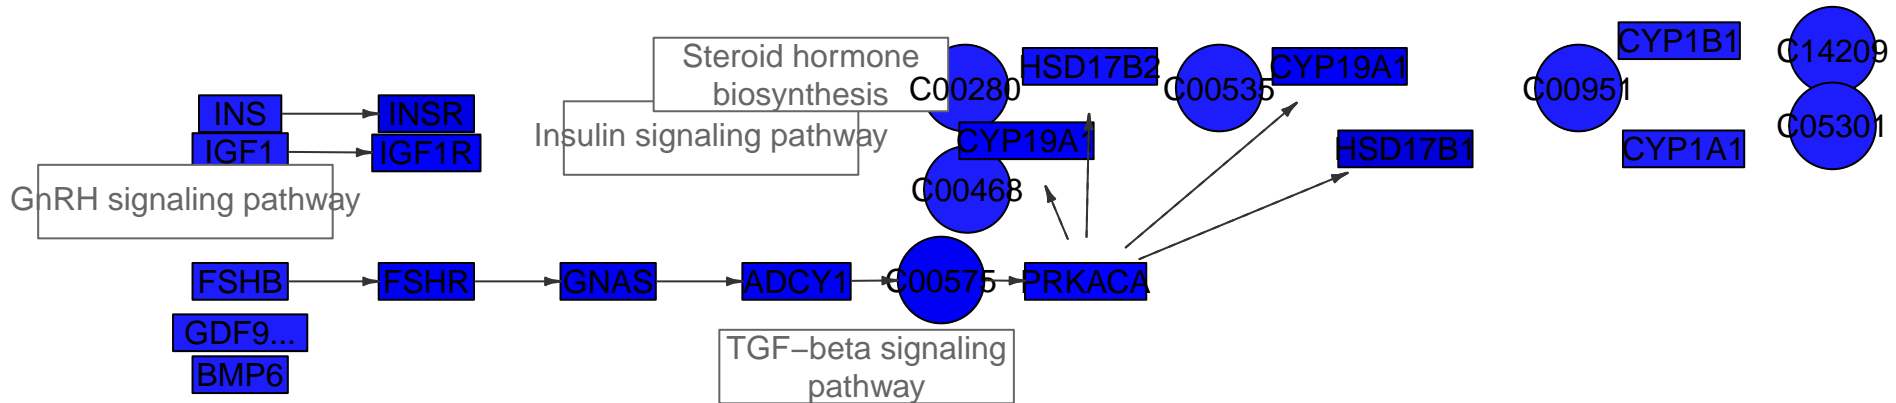 Steroid hormone
biosynthesis
Insulin signaling pathway
GnRH signaling pathway
TGF−beta signaling
pathway
INS
INSR
IGF1
IGF1R
C00280
HSD17B2
C00535
CYP19A1
C00951
CYP1B1
C14209
CYP19A1
C00468
HSD17B1
CYP1A1
C05301
FSHB
FSHR
GNAS
ADCY1
C00575
PRKACA
GDF9...
BMP6